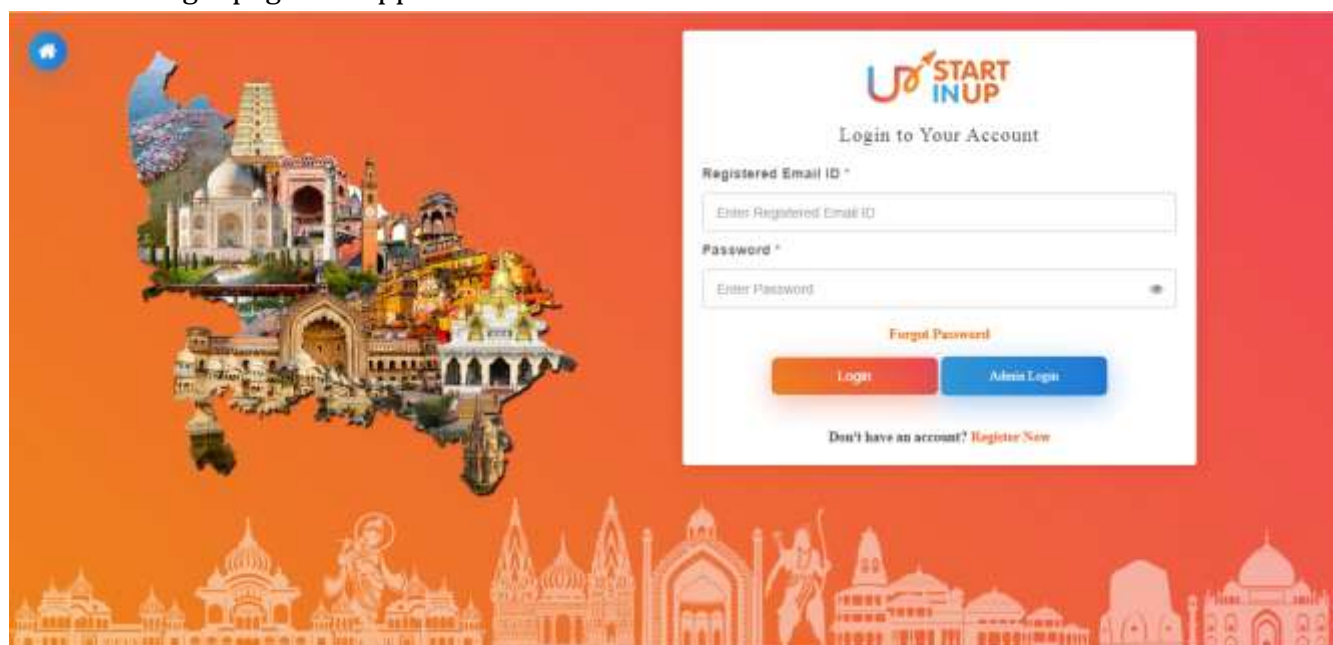 START
INUP
Login to Your Account
Registered Email ID *
Enter Registered Email ID
Password *
Enter Password
Forgot Password
Login Admin Login
Don't have an account? Register Now